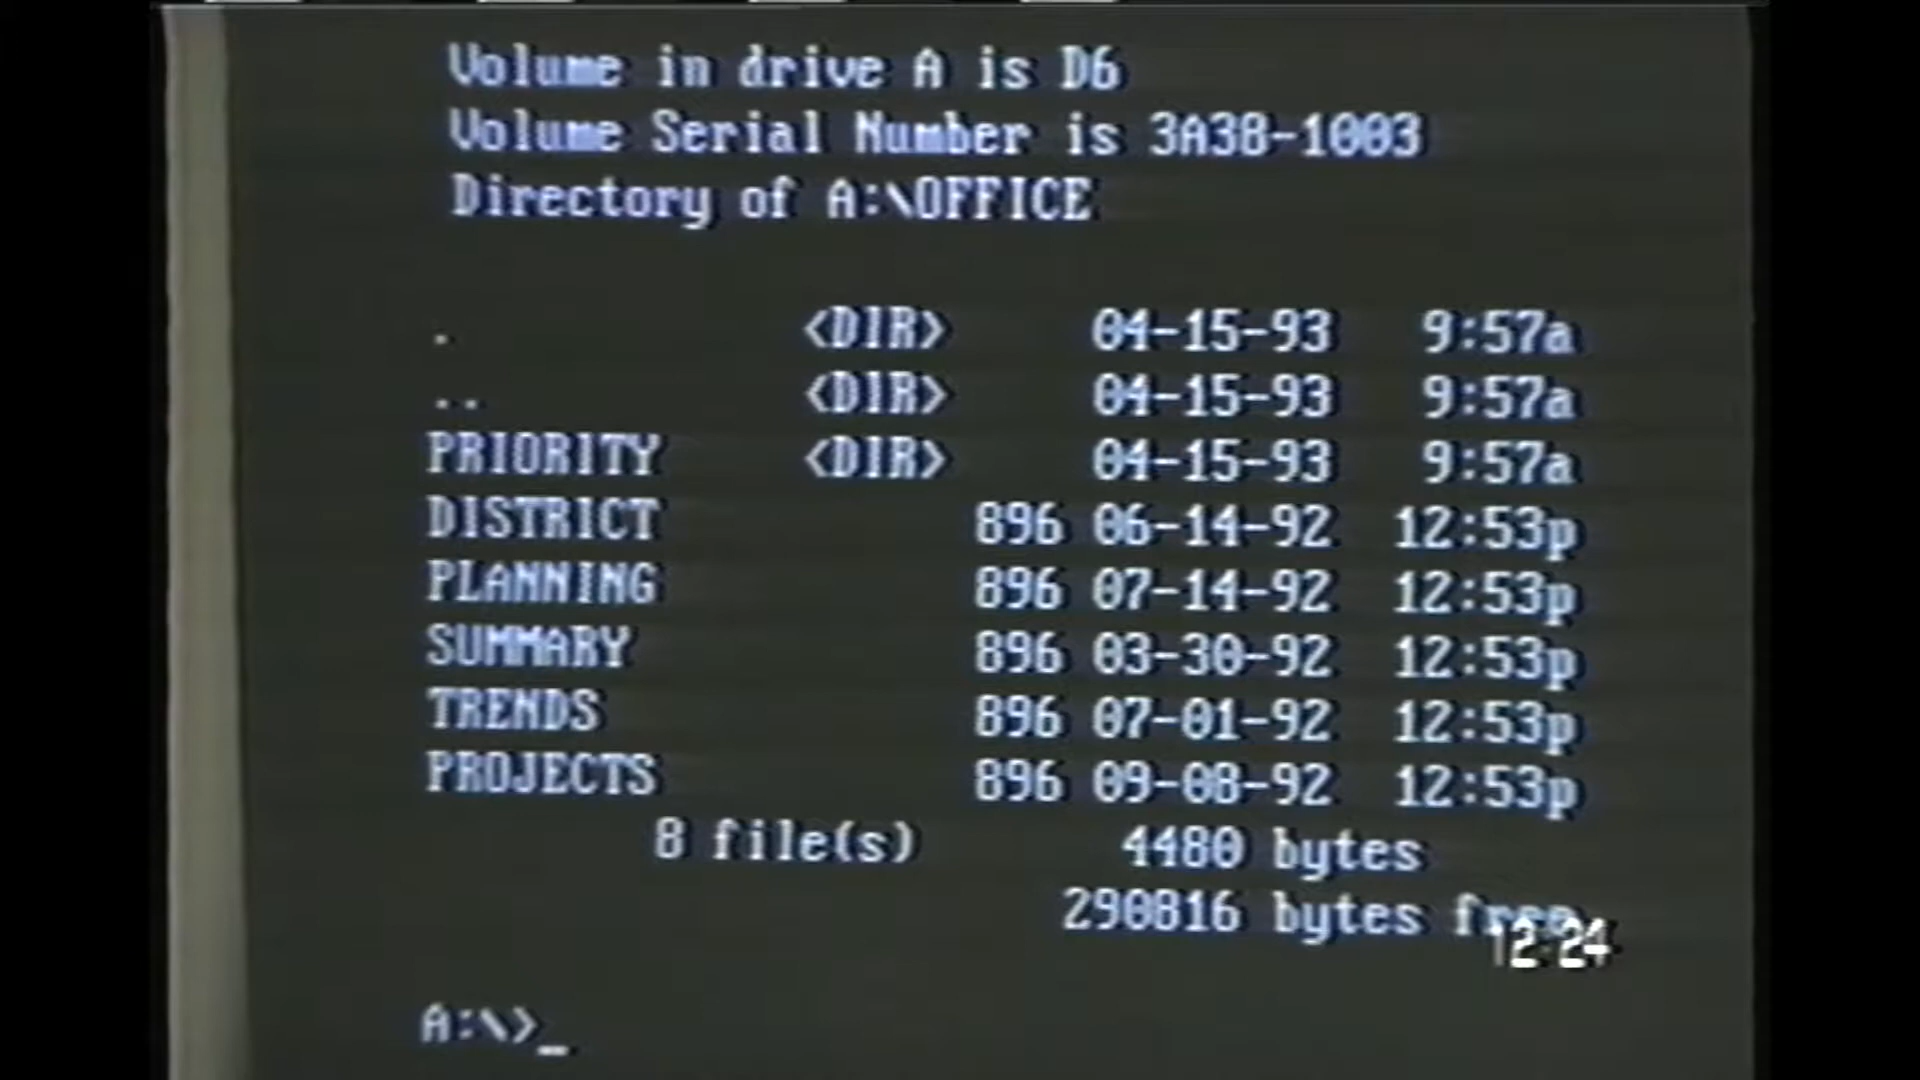 Volume in drive A is D6
Volume Serial Number is 3A38-1003
Directory of A:\OFFICE
. <DIR> 04-15-93 9:57a
.. <DIR> 04-15-93 9:57a
PRIORITY <DIR> 04-15-93 9:57a
DISTRICT 896 06-14-92 12:53p
PLANNING 896 07-14-92 12:53p
SUMMARY 896 03-30-92 12:53p
TRENDS 896 07-01-92 12:53p
PROJECTS 896 09-08-92 12:53p
8 file(s) 4480 bytes
290816 bytes free
12:24
A:\>_